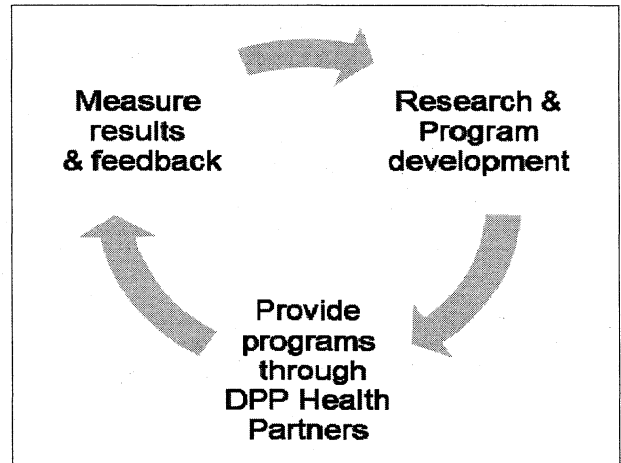 Measure
results
& feedback
Research &
Program
development
Provide
programs
through
DPP Health
Partners